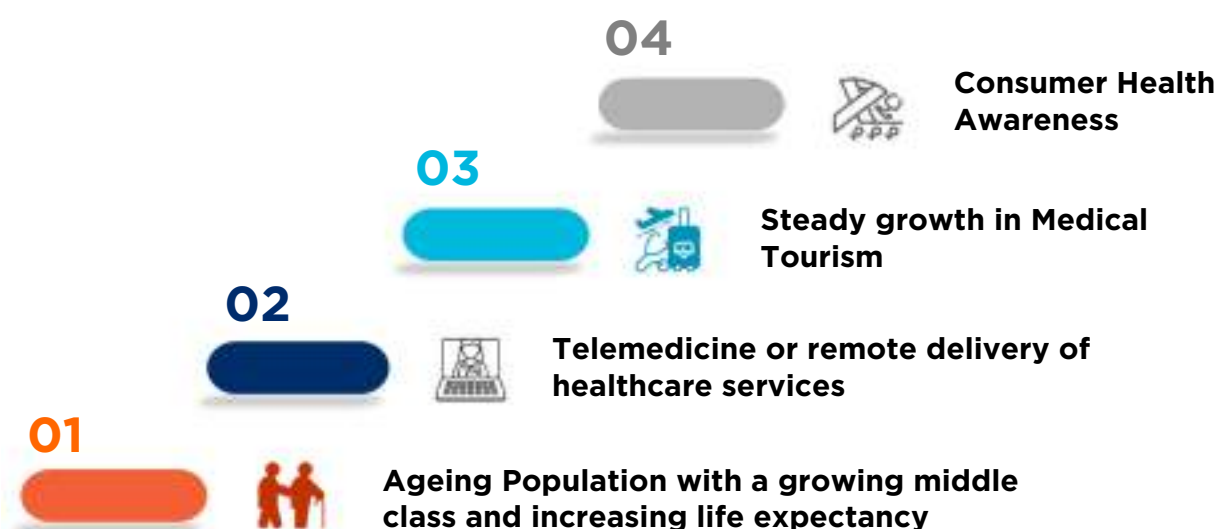 04
Consumer Health
Awareness
03
Steady growth in Medical
Tourism
02
Telemedicine or remote delivery of
healthcare services
01
Ageing Population with a growing middle
class and increasing life expectancy